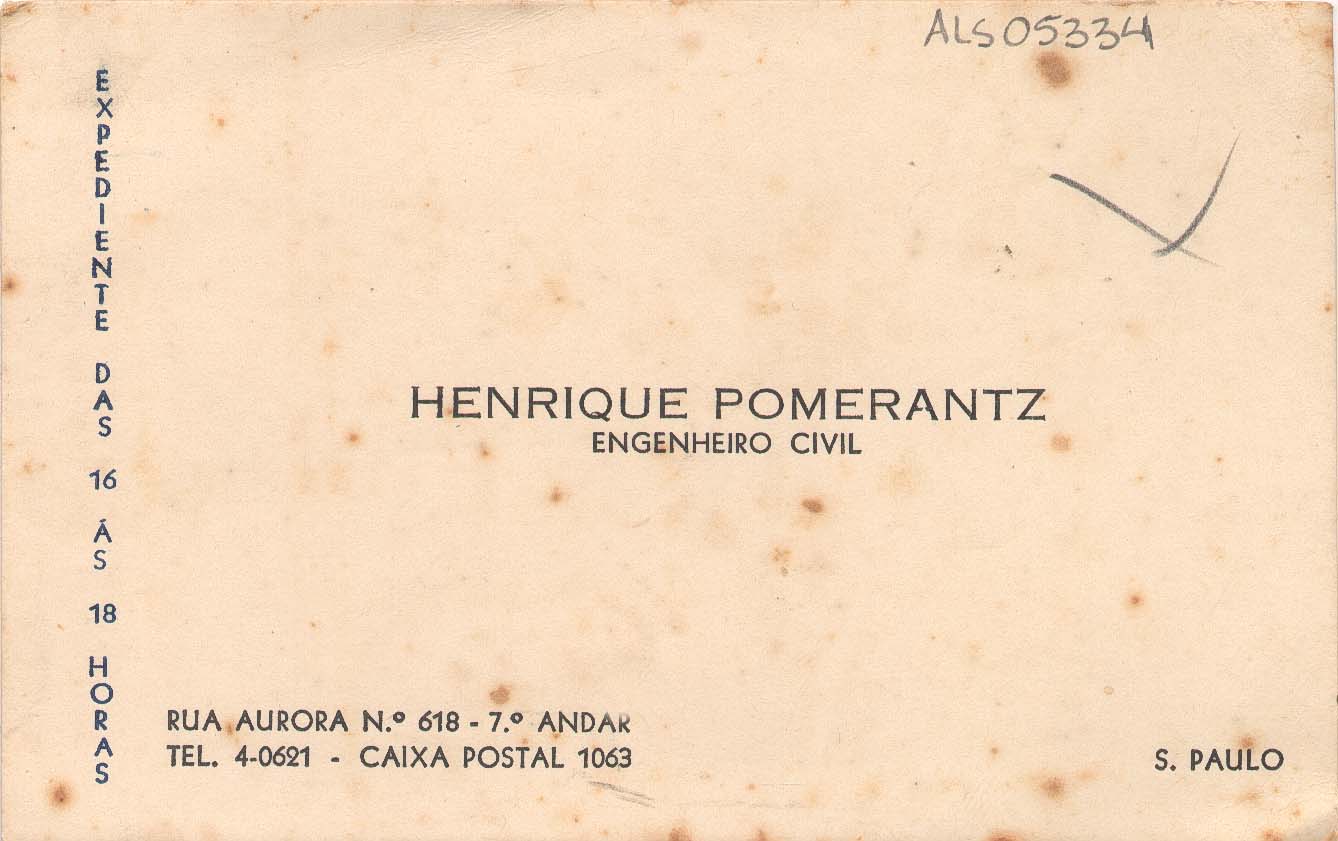 ALS05334
EXPEDIENTE DAS 16 ÁS 18 HORAS
HENRIQUE POMERANTZ
ENGENHEIRO CIVIL
RUA AURORA N.º 618 - 7.º ANDAR
TEL. 4-0621 - CAIXA POSTAL 1063
S. PAULO